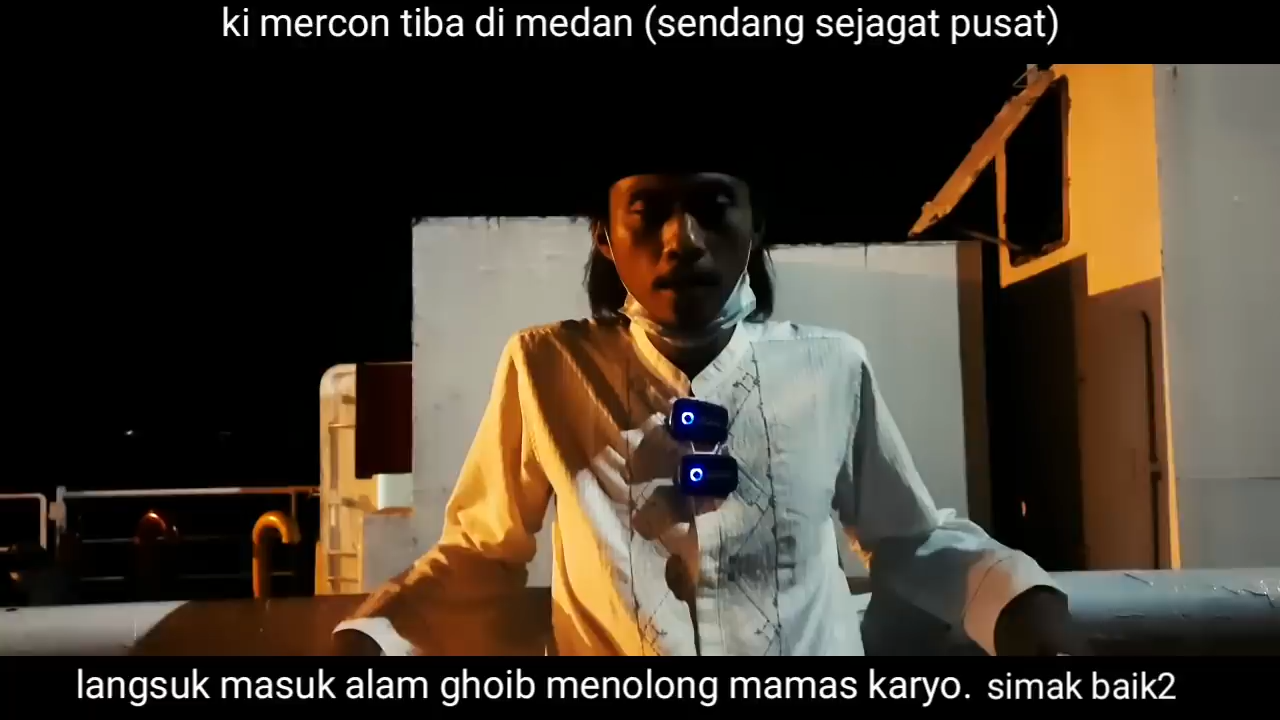 ki mercon tiba di medan (sendang sejagat pusat)
langsuk masuk alam ghoib menolong mamas karyo. simak baik2